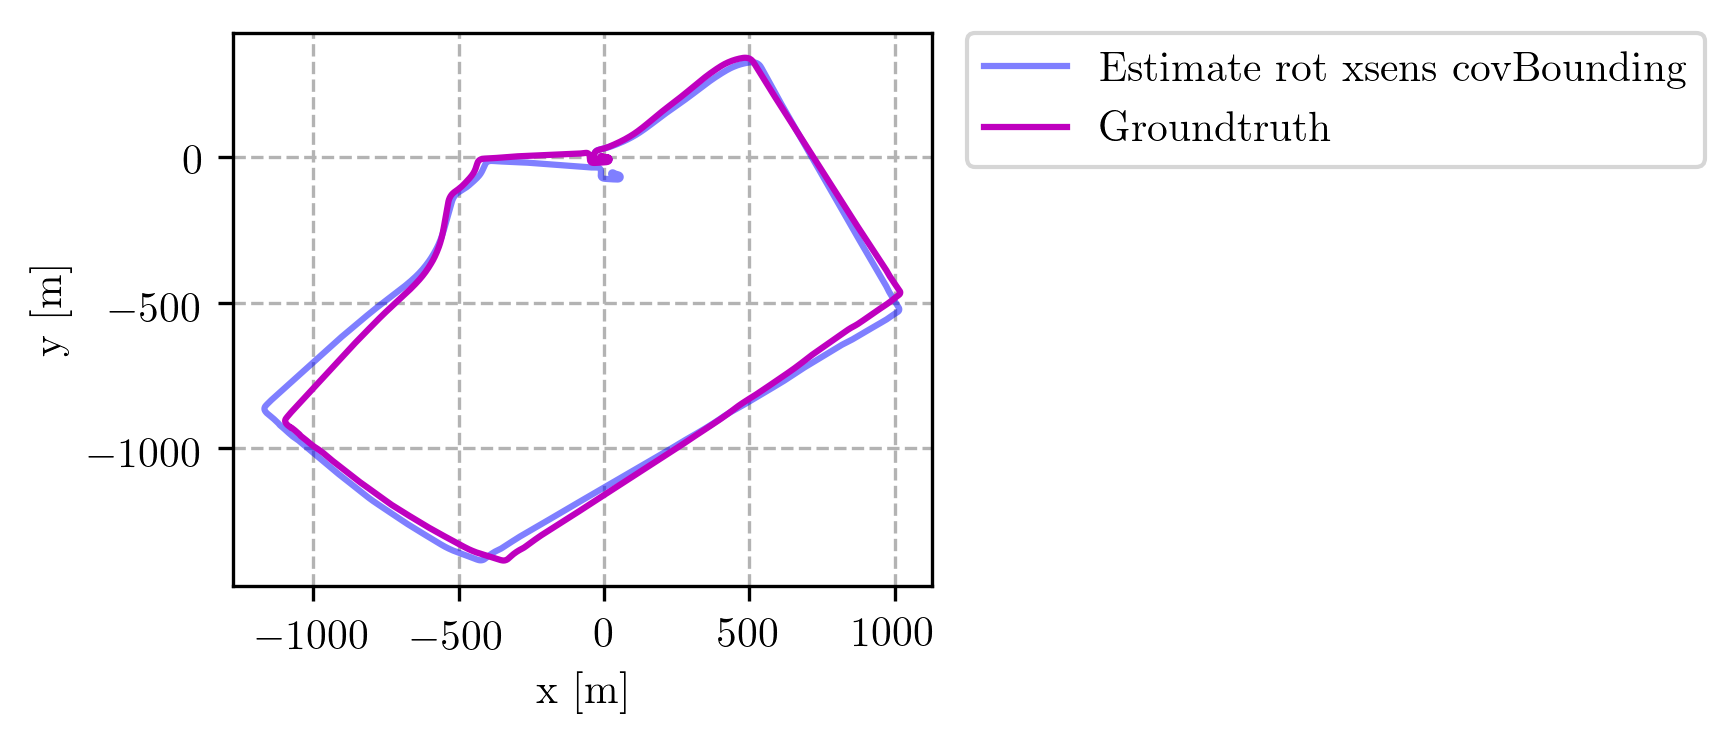 Estimate rot xsens covBounding
Groundtruth
0
−500
−1000
y [m]
−1000 −500 0 500 1000
x [m]